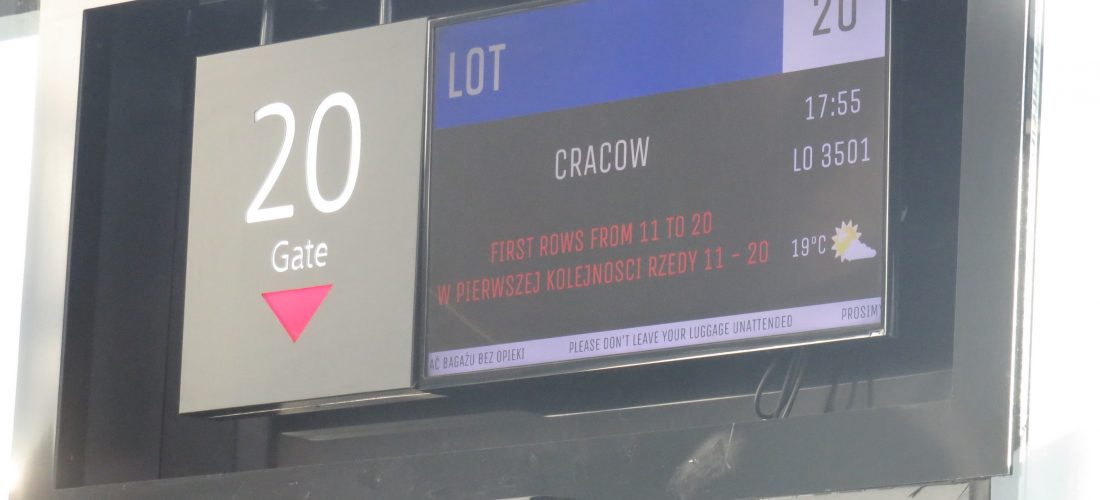 20
Gate
LOT
20
17:55
CRACOW
LO 3501
FIRST ROWS FROM 11 TO 20
W PIERWSZEJ KOLEJNOSCI RZEDY 11 - 20
19°C
AĆ BAGAŻU BEZ OPIEKI PLEASE DON'T LEAVE YOUR LUGGAGE UNATTENDED PROSIMY